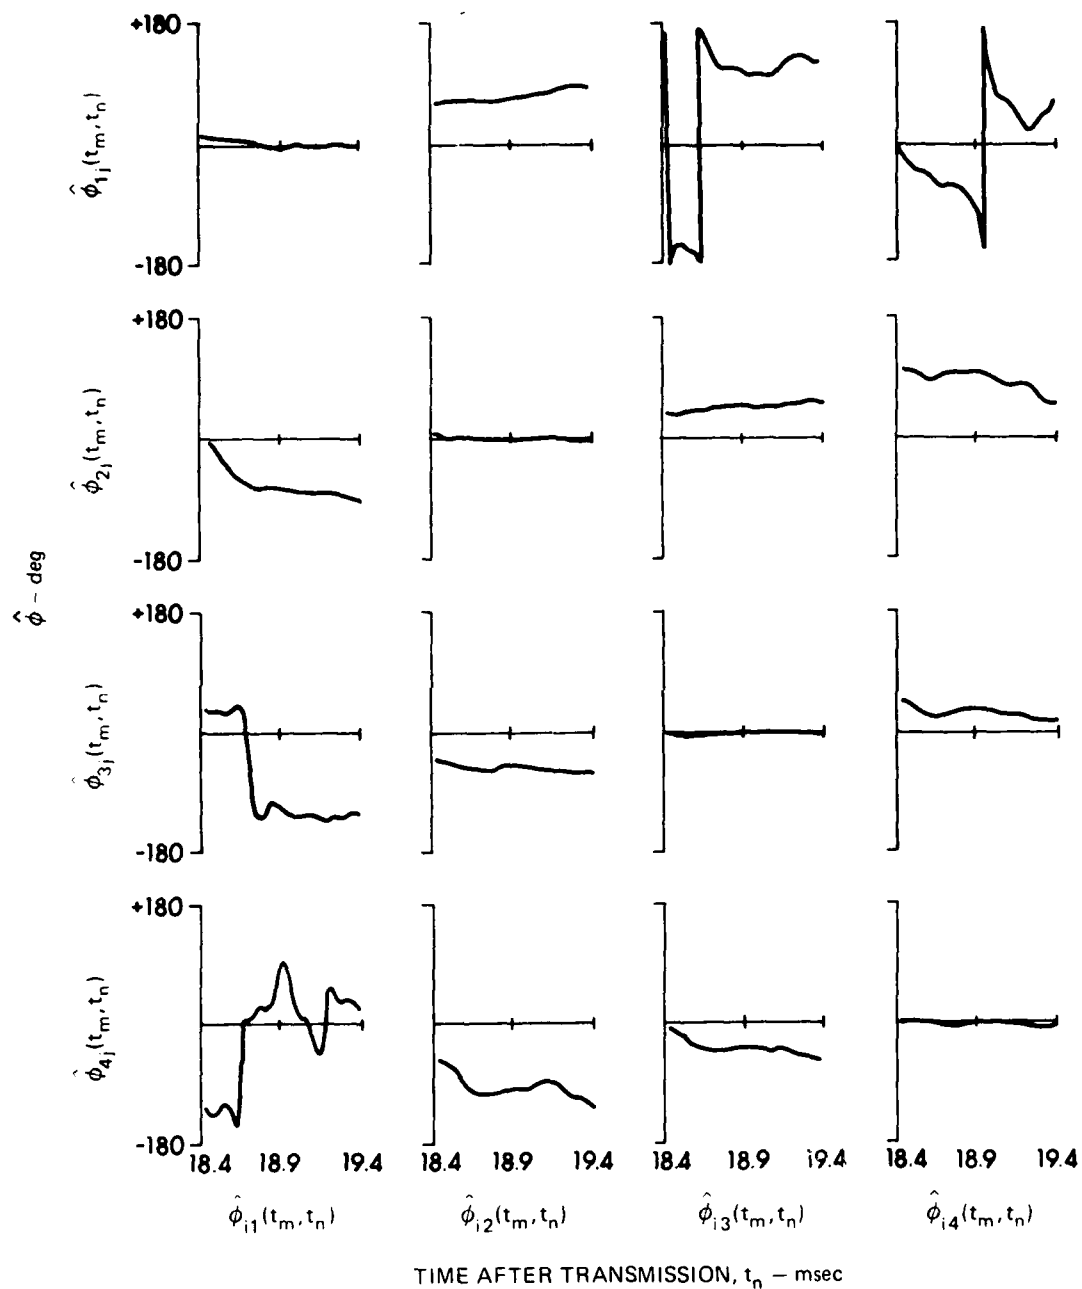 +180
ϕ̂1j(tm, tn)
-180
+180
ϕ̂2j(tm, tn)
-180
ϕ̂ – deg
+180
ϕ̂3j(tm, tn)
-180
+180
ϕ̂4j(tm, tn)
-180
18.4 18.9 19.4 18.4 18.9 19.4 18.4 18.9 19.4 18.4 18.9 19.4
ϕ̂i1(tm, tn) ϕ̂i2(tm, tn) ϕ̂i3(tm, tn) ϕ̂i4(tm, tn)
TIME AFTER TRANSMISSION, tn – msec